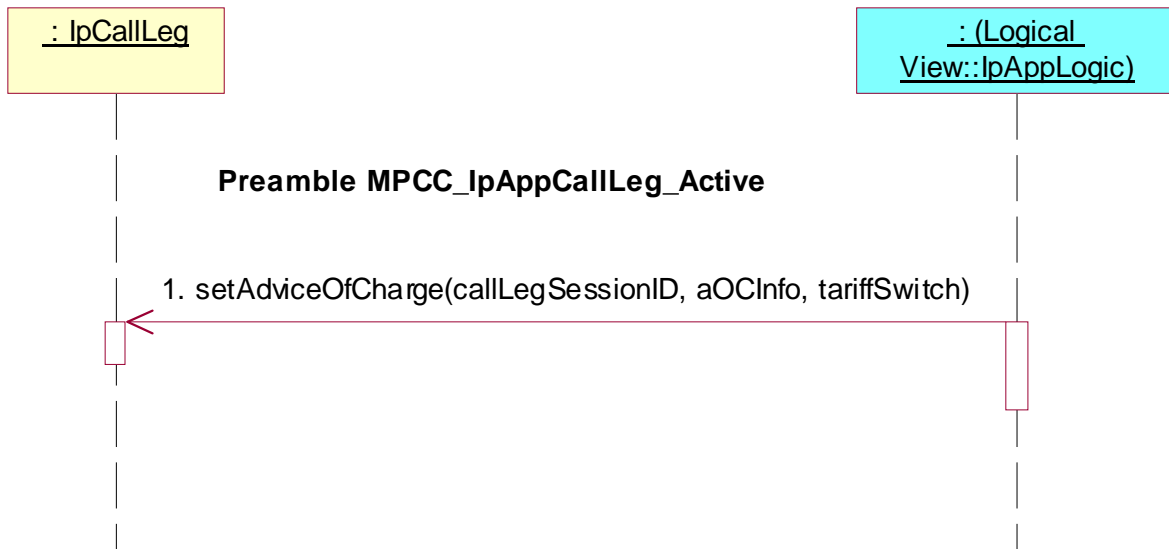 : IpCallLeg
: (Logical
View::IpAppLogic)
Preamble MPCC_IpAppCallLeg_Active
1. setAdviceOfCharge(callLegSessionID, aOCInfo, tariffSwitch)